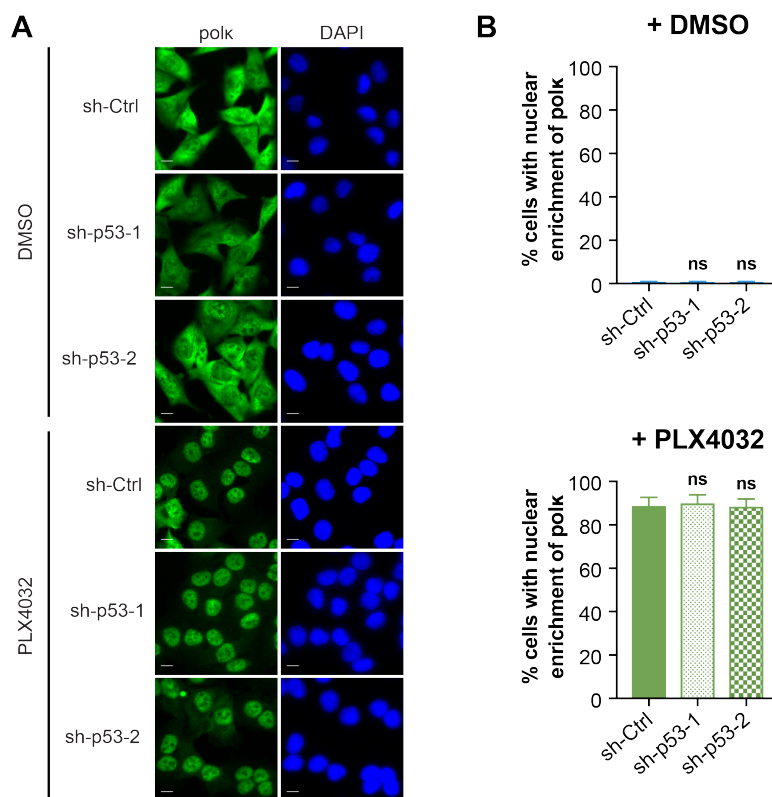 A
polκ
DAPI
DMSO
sh-Ctrl
sh-p53-1
sh-p53-2
PLX4032
sh-Ctrl
sh-p53-1
sh-p53-2
B
+ DMSO
% cells with nuclear
enrichment of polκ
100
80
60
40
20
0
ns
ns
sh-Ctrl
sh-p53-1
sh-p53-2
+ PLX4032
% cells with nuclear
enrichment of polκ
100
80
60
40
20
0
ns
ns
sh-Ctrl
sh-p53-1
sh-p53-2